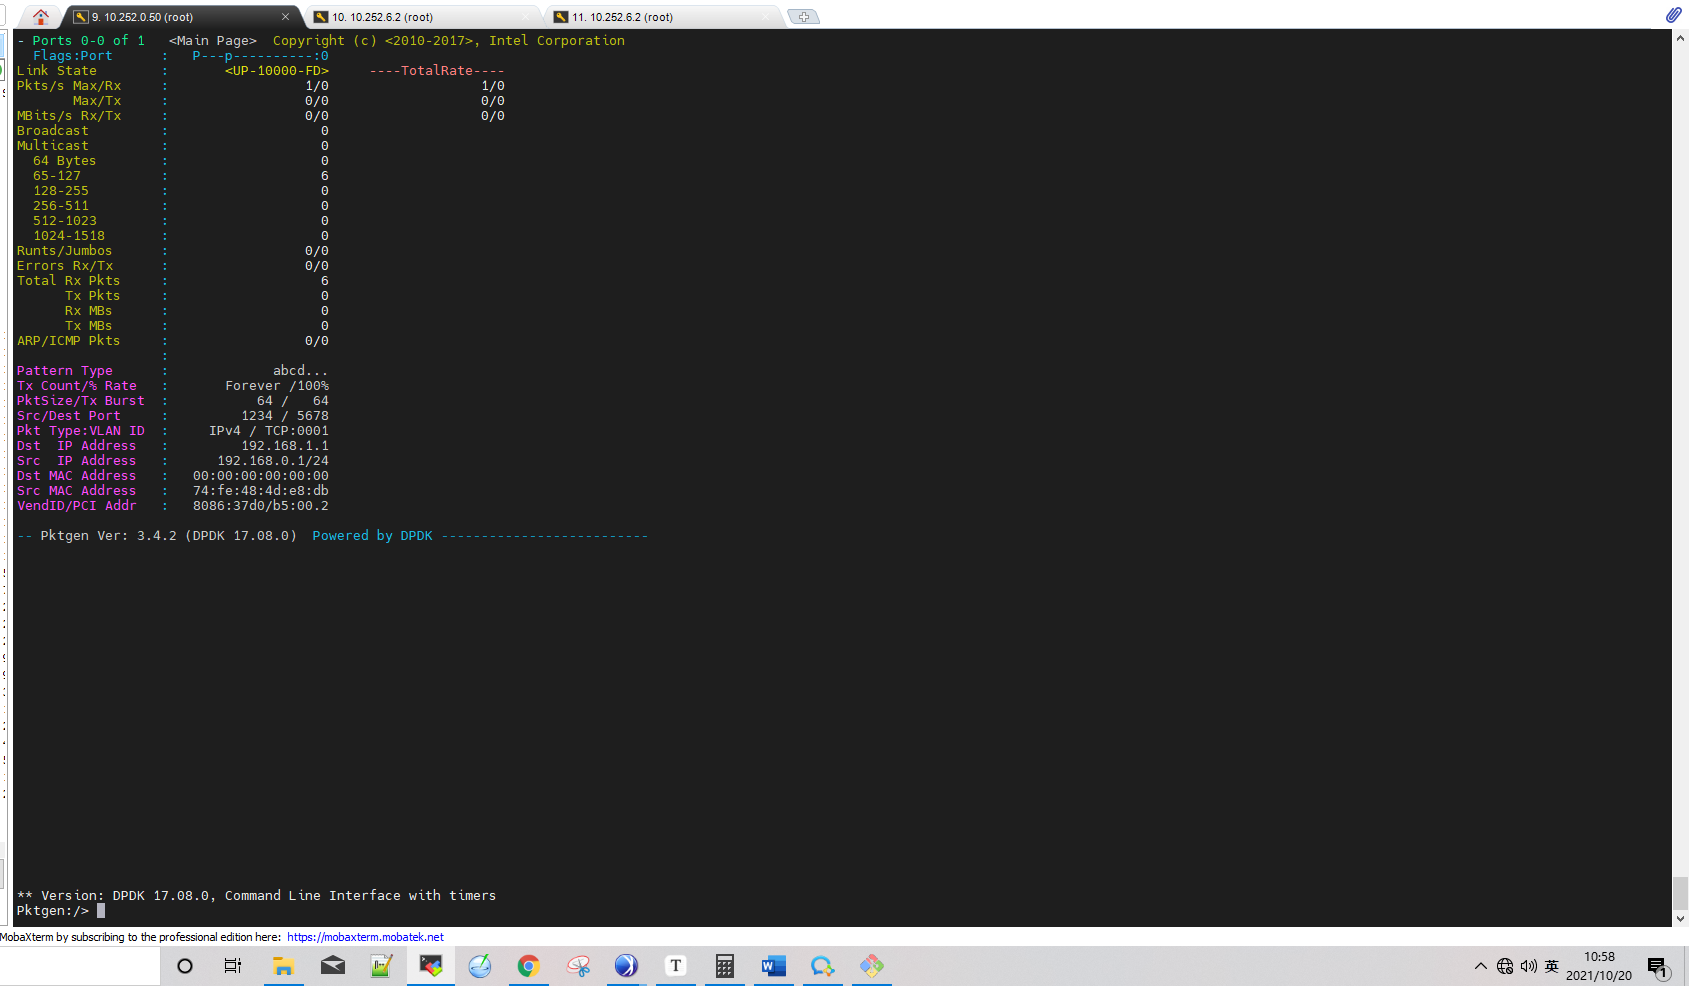 9. 10.252.0.50 (root)
10. 10.252.6.2 (root)
11. 10.252.6.2 (root)
- Ports 0-0 of 1   <Main Page>  Copyright (c) <2010-2017>, Intel Corporation
Flags:Port      :   P---p----------:0
Link State        :       <UP-10000-FD>     ----TotalRate----
Pkts/s Max/Rx     :                 1/0                   1/0
Max/Tx     :                 0/0                   0/0
MBits/s Rx/Tx     :                 0/0                   0/0
Broadcast         :                   0
Multicast         :                   0
64 Bytes        :                   0
65-127          :                   6
128-255         :                   0
256-511         :                   0
512-1023        :                   0
1024-1518       :                   0
Runts/Jumbos      :                 0/0
Errors Rx/Tx      :                 0/0
Total Rx Pkts     :                   6
Tx Pkts     :                   0
Rx MBs      :                   0
Tx MBs      :                   0
ARP/ICMP Pkts     :                 0/0
:
Pattern Type      :             abcd...
Tx Count/% Rate   :       Forever /100%
PktSize/Tx Burst  :           64 /   64
Src/Dest Port     :         1234 / 5678
Pkt Type:VLAN ID  :     IPv4 / TCP:0001
Dst  IP Address   :         192.168.1.1
Src  IP Address   :      192.168.0.1/24
Dst MAC Address   :   00:00:00:00:00:00
Src MAC Address   :   74:fe:48:4d:e8:db
VendID/PCI Addr   :   8086:37d0/b5:00.2
-- Pktgen Ver: 3.4.2 (DPDK 17.08.0)  Powered by DPDK --------------------------
** Version: DPDK 17.08.0, Command Line Interface with timers
Pktgen:/>
MobaXterm by subscribing to the professional edition here: https://mobaxterm.mobatek.net
英
10:58
2021/10/20
1